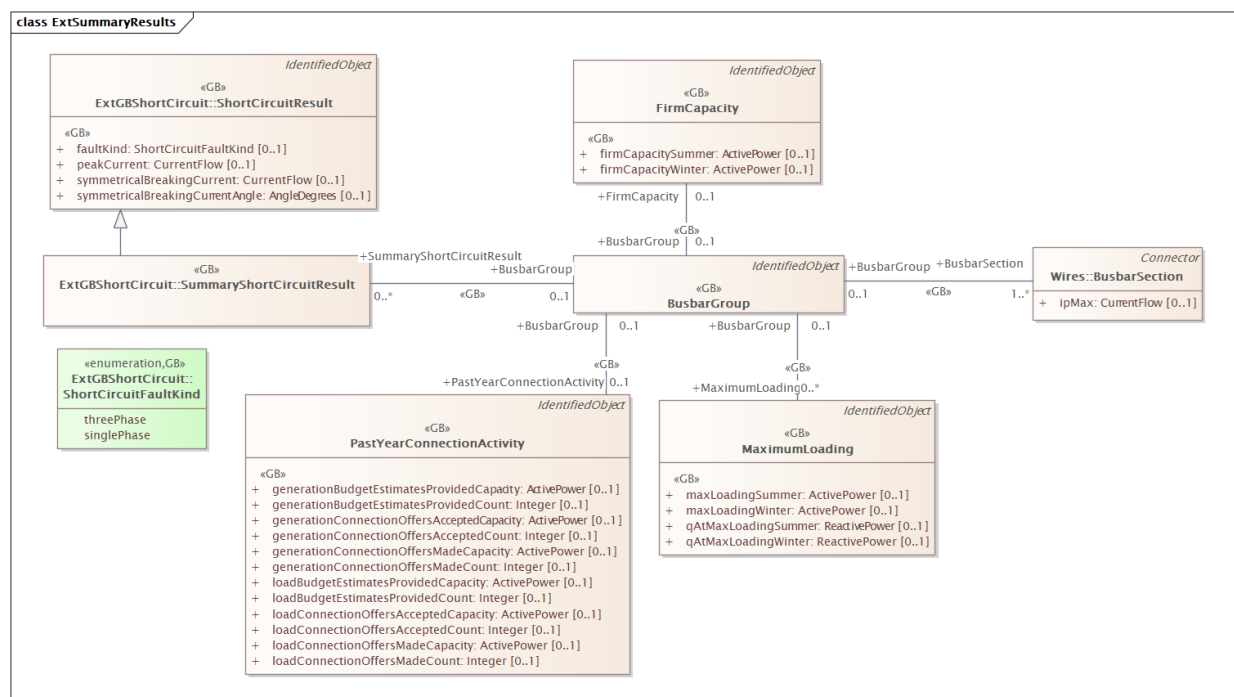 class ExtSummaryResults
IdentifiedObject
«GB»
ExtGBShortCircuit::ShortCircuitResult
«GB»
+ faultKind: ShortCircuitFaultKind [0..1]
+ peakCurrent: CurrentFlow [0..1]
+ symmetricalBreakingCurrent: CurrentFlow [0..1]
+ symmetricalBreakingCurrentAngle: AngleDegrees [0..1]
IdentifiedObject
«GB»
FirmCapacity
«GB»
+ firmCapacitySummer: ActivePower [0..1]
+ firmCapacityWinter: ActivePower [0..1]
+FirmCapacity 0..1
«GB»
+BusbarGroup 0..1
«GB»
ExtGBShortCircuit::SummaryShortCircuitResult
+SummaryShortCircuitResult
+BusbarGroup
0..* «GB» 0..1
IdentifiedObject
«GB»
BusbarGroup
+BusbarGroup +BusbarSection
0..1 «GB» 1..*
Connector
Wires::BusbarSection
+ ipMax: CurrentFlow [0..1]
+BusbarGroup 0..1
«GB»
+PastYearConnectionActivity 0..1
+BusbarGroup 0..1
«GB»
+MaximumLoading 0..*
«enumeration,GB»
ExtGBShortCircuit::
ShortCircuitFaultKind
threePhase
singlePhase
IdentifiedObject
«GB»
PastYearConnectionActivity
«GB»
+ generationBudgetEstimatesProvidedCapacity: ActivePower [0..1]
+ generationBudgetEstimatesProvidedCount: Integer [0..1]
+ generationConnectionOffersAcceptedCapacity: ActivePower [0..1]
+ generationConnectionOffersAcceptedCount: Integer [0..1]
+ generationConnectionOffersMadeCapacity: ActivePower [0..1]
+ generationConnectionOffersMadeCount: Integer [0..1]
+ loadBudgetEstimatesProvidedCapacity: ActivePower [0..1]
+ loadBudgetEstimatesProvidedCount: Integer [0..1]
+ loadConnectionOffersAcceptedCapacity: ActivePower [0..1]
+ loadConnectionOffersAcceptedCount: Integer [0..1]
+ loadConnectionOffersMadeCapacity: ActivePower [0..1]
+ loadConnectionOffersMadeCount: Integer [0..1]
IdentifiedObject
«GB»
MaximumLoading
«GB»
+ maxLoadingSummer: ActivePower [0..1]
+ maxLoadingWinter: ActivePower [0..1]
+ qAtMaxLoadingSummer: ReactivePower [0..1]
+ qAtMaxLoadingWinter: ReactivePower [0..1]